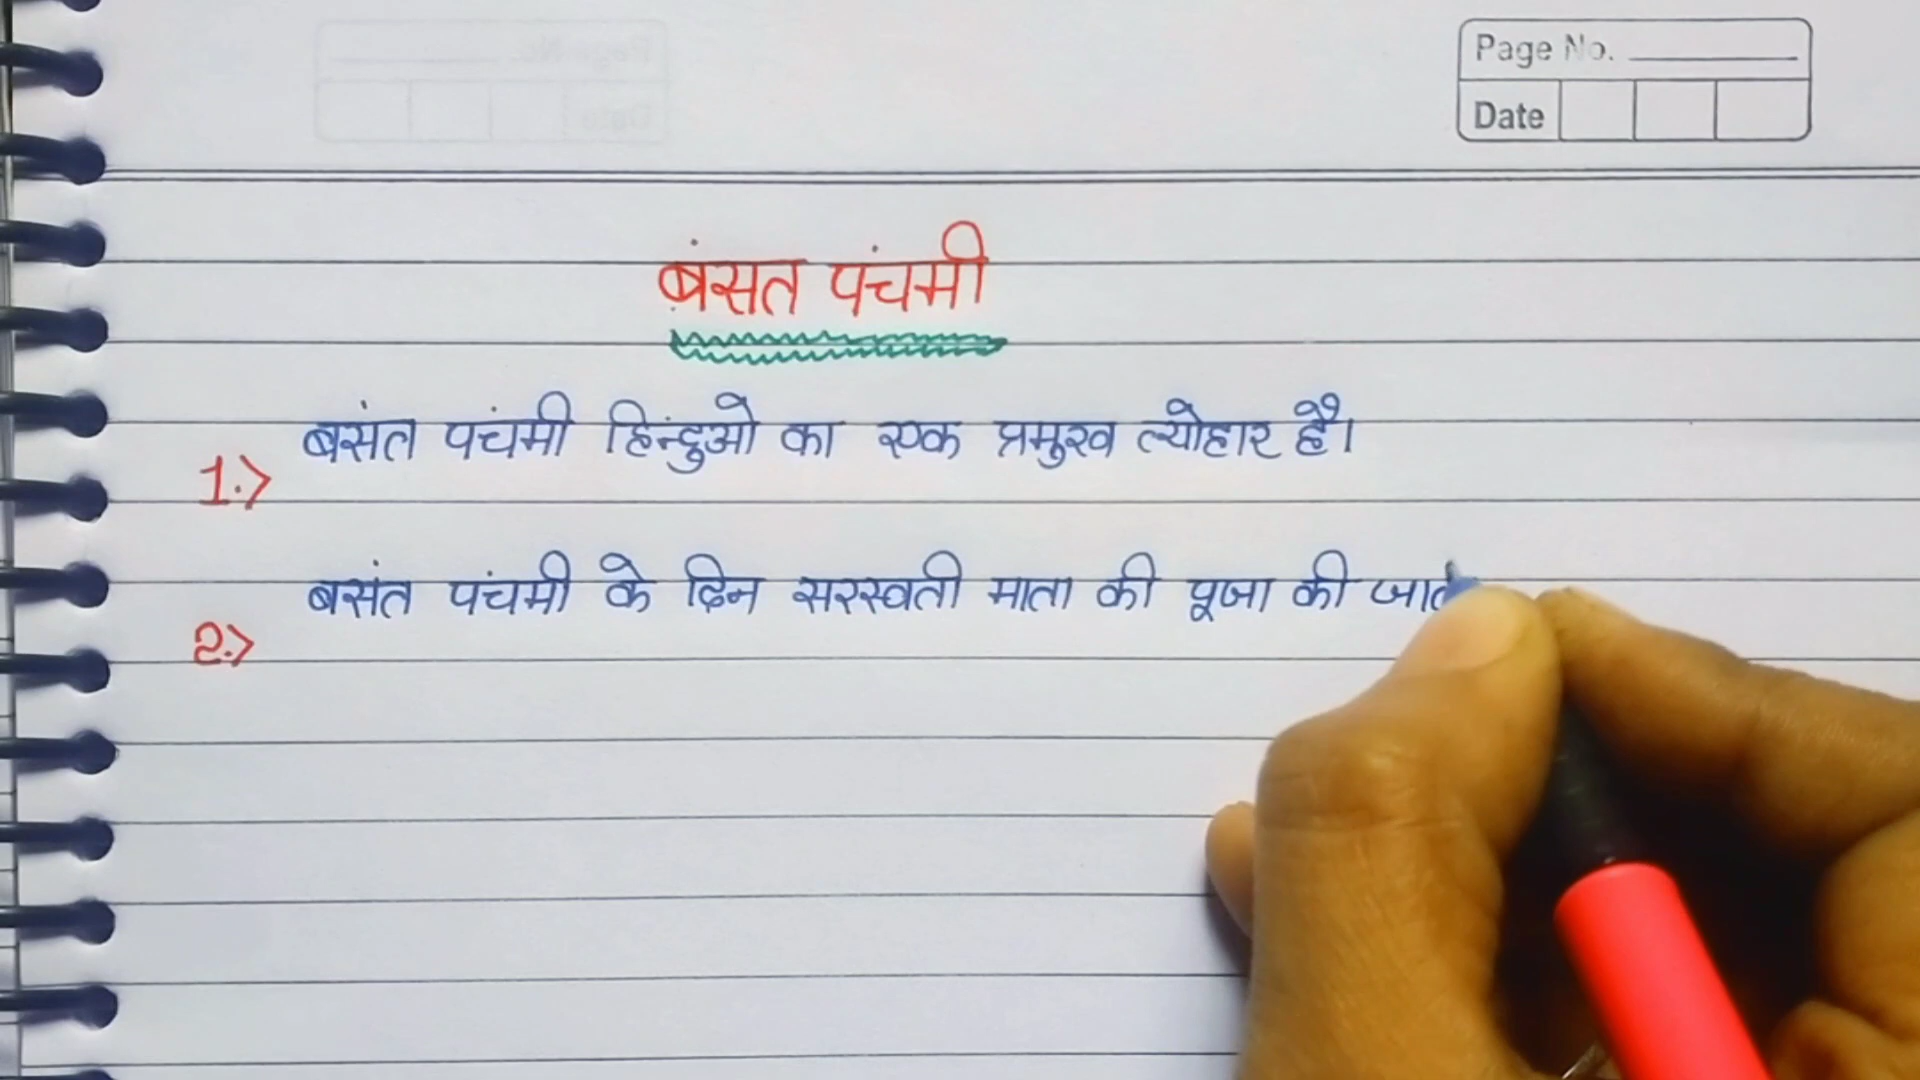 Page No.
Date
बंसत पंचमी
1.> बसंत पंचमी हिन्दुओ का एक प्रमुख त्योहार है।
2.> बसंत पंचमी के दिन सरस्वती माता की पूजा की